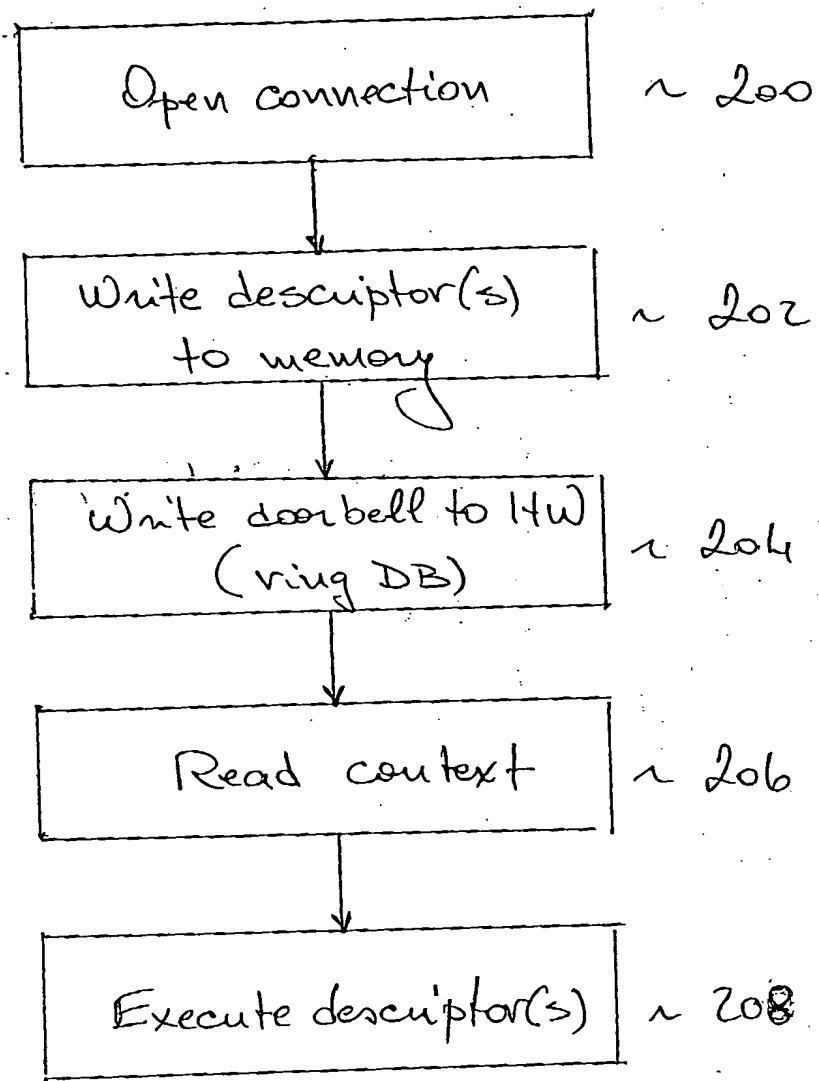 Open connection ~ 200
Write descriptor(s)
to memory ~ 202
Write doorbell to HW
(ring DB) ~ 204
Read context ~ 206
Execute descriptor(s) ~ 208